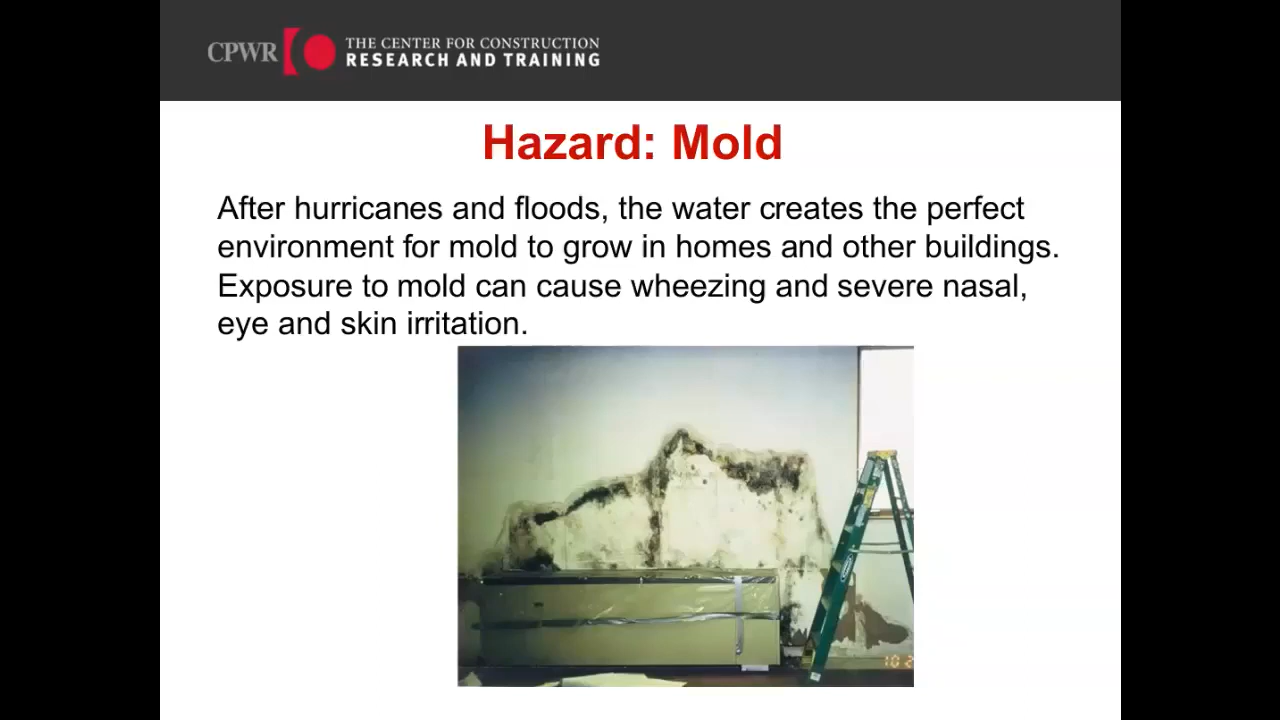 CPWR
THE CENTER FOR CONSTRUCTION
RESEARCH AND TRAINING
Hazard: Mold
After hurricanes and floods, the water creates the perfect
environment for mold to grow in homes and other buildings.
Exposure to mold can cause wheezing and severe nasal,
eye and skin irritation.
10 2